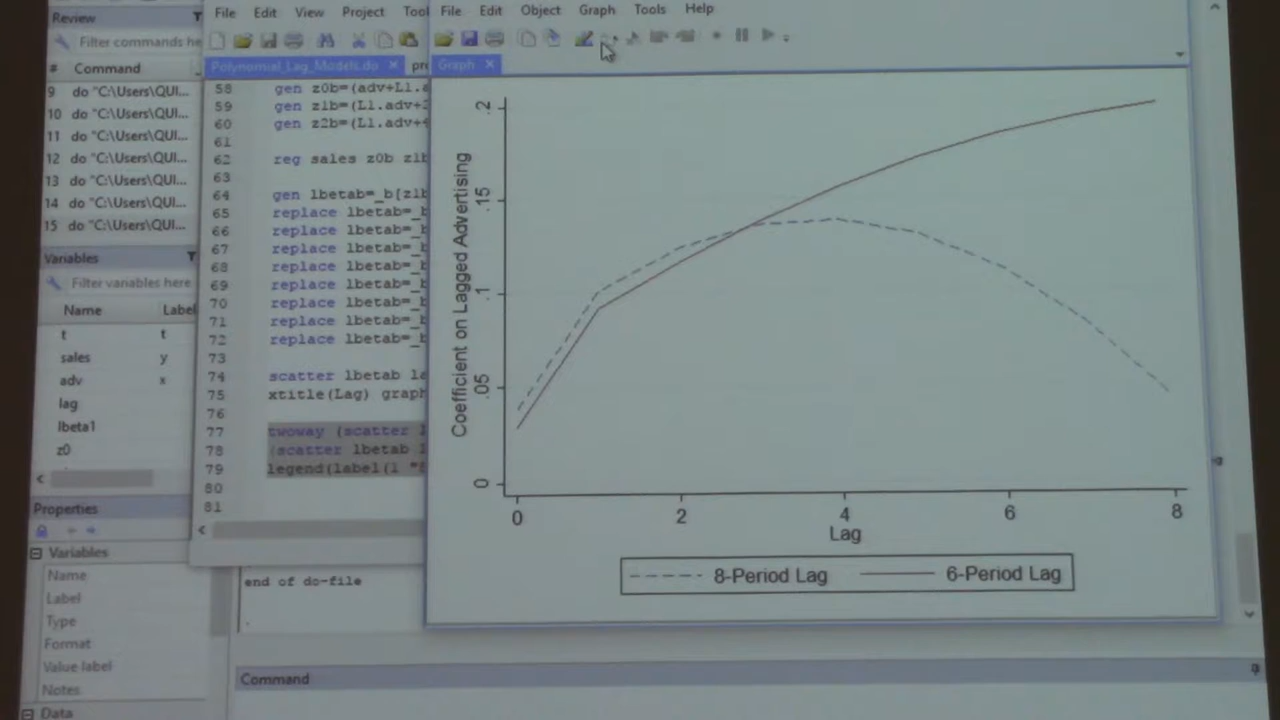 Review
Filter commands he
# Command
9 do "C:\Users\QUI...
10 do "C:\Users\QUI...
11 do "C:\Users\QUI...
12 do "C:\Users\QUI...
13 do "C:\Users\QUI...
14 do "C:\Users\QUI...
15 do "C:\Users\QUI...
Variables
Filter variables here
Name Label
t t
sales y
adv x
lag
lbeta1
z0
Properties
Variables
Name
Label
Type
Format
Value label
Notes
Data
File Edit View Project Tool
Polynomial_Lag_Models.do
58 gen z0b=(adv+L1.a
59 gen z1b=(L1.adv+2
60 gen z2b=(L1.adv+4
61
62 reg sales z0b z1b
63
64 gen lbetab=_b[z1b
65 replace lbetab=_b
66 replace lbetab=_b
67 replace lbetab=_b
68 replace lbetab=_b
69 replace lbetab=_b
70 replace lbetab=_b
71 replace lbetab=_b
72 replace lbetab=_b
73
74 scatter lbetab la
75 xtitle(Lag) graph
76
77 twoway (scatter l
78 (scatter lbetab l
79 legend(label(1 "8
80
81
end of do-file
.
Command
File Edit Object Graph Tools Help
Graph
Coefficient on Lagged Advertising
.2
.15
.1
.05
0
0 2 4 6 8
Lag
8-Period Lag 6-Period Lag